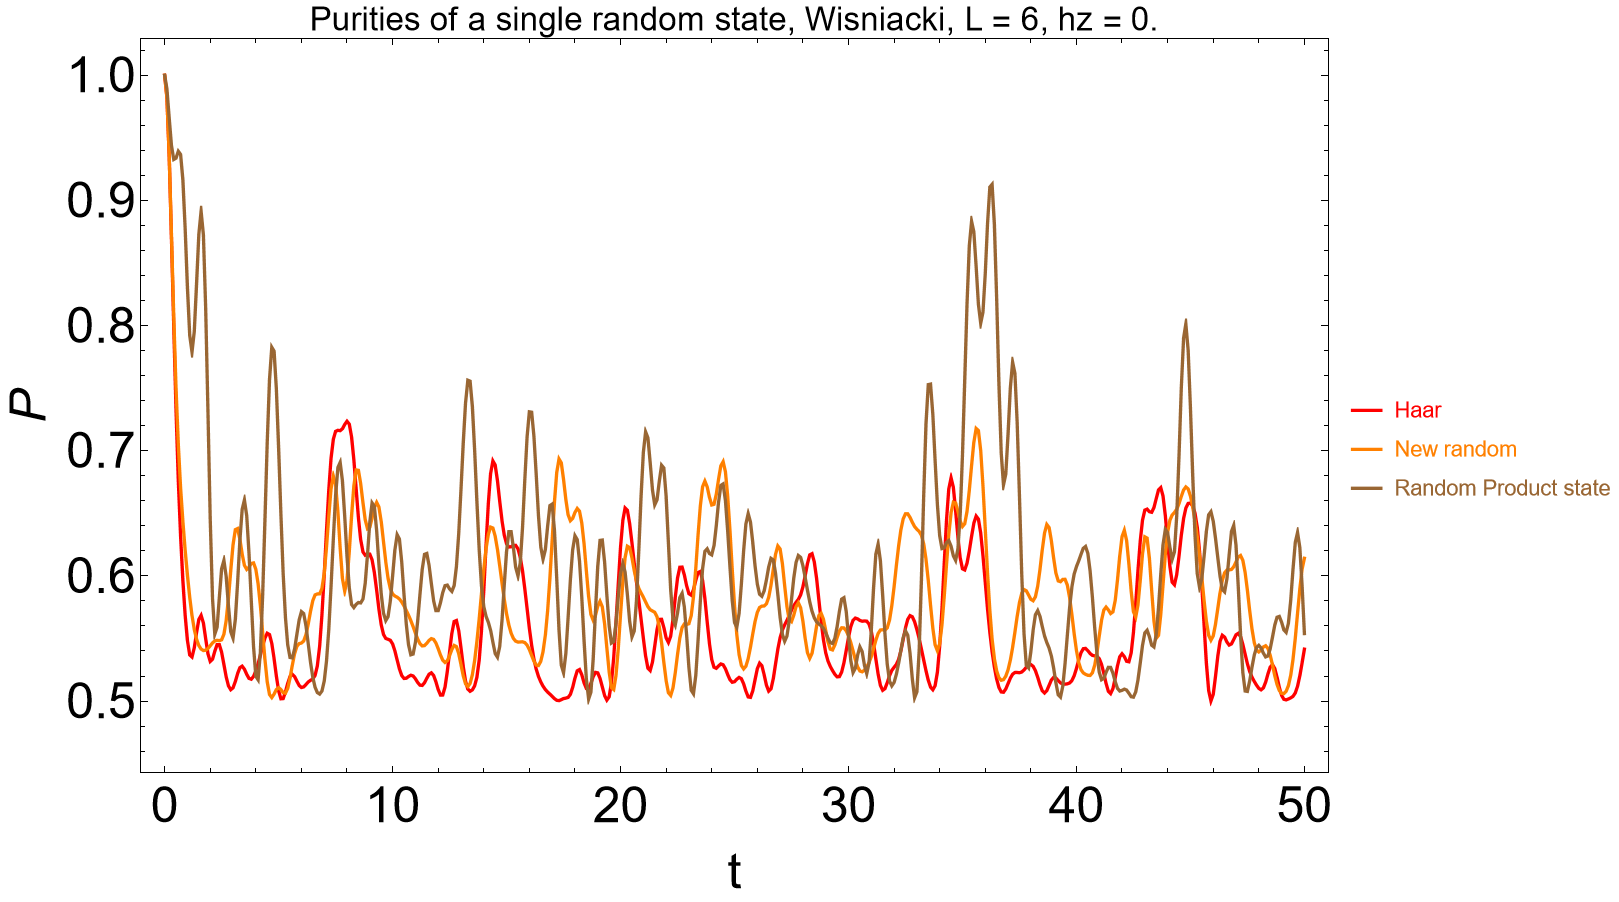 Purities of a single random state, Wisniacki, L = 6, hz = 0.
1.0
0.9
0.8
0.7
0.6
0.5
P
0 10 20 30 40 50
t
Haar
New random
Random Product state